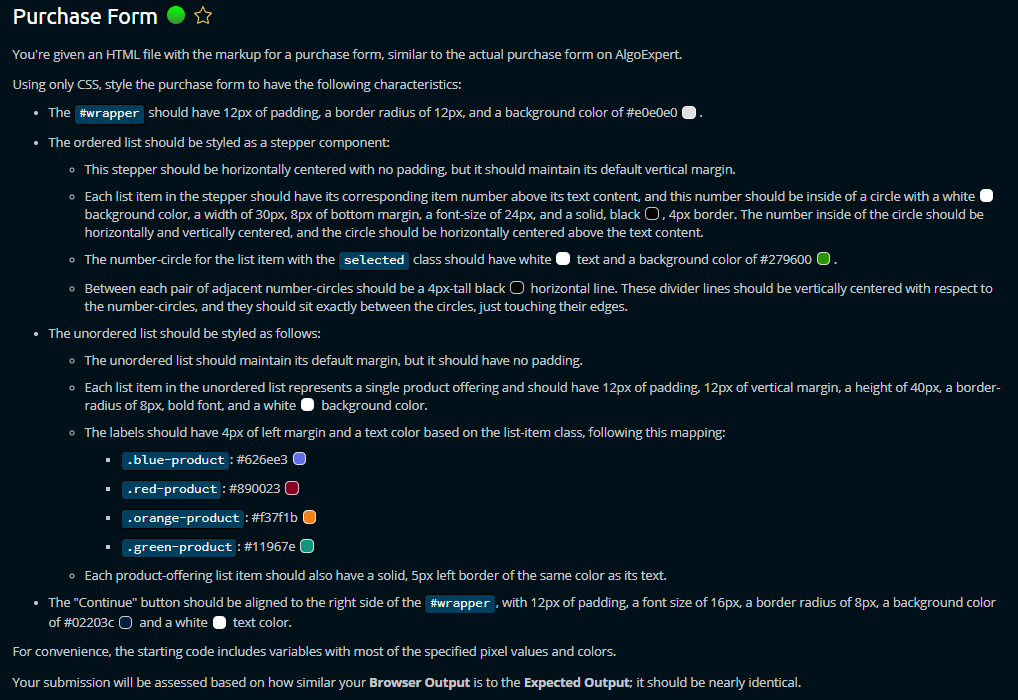 Purchase Form
You're given an HTML file with the markup for a purchase form, similar to the actual purchase form on AlgoExpert.
Using only CSS, style the purchase form to have the following characteristics:
• The #wrapper should have 12px of padding, a border radius of 12px, and a background color of #e0e0e0 .
• The ordered list should be styled as a stepper component:
◦ This stepper should be horizontally centered with no padding, but it should maintain its default vertical margin.
◦ Each list item in the stepper should have its corresponding item number above its text content, and this number should be inside of a circle with a white
background color, a width of 30px, 8px of bottom margin, a font-size of 24px, and a solid, black , 4px border. The number inside of the circle should be
horizontally and vertically centered, and the circle should be horizontally centered above the text content.
◦ The number-circle for the list item with the selected class should have white text and a background color of #279600 .
◦ Between each pair of adjacent number-circles should be a 4px-tall black horizontal line. These divider lines should be vertically centered with respect to
the number-circles, and they should sit exactly between the circles, just touching their edges.
• The unordered list should be styled as follows:
◦ The unordered list should maintain its default margin, but it should have no padding.
◦ Each list item in the unordered list represents a single product offering and should have 12px of padding, 12px of vertical margin, a height of 40px, a border-
radius of 8px, bold font, and a white background color.
◦ The labels should have 4px of left margin and a text color based on the list-item class, following this mapping:
▪ .blue-product : #626ee3
▪ .red-product : #890023
▪ .orange-product : #f37f1b
▪ .green-product : #11967e
◦ Each product-offering list item should also have a solid, 5px left border of the same color as its text.
• The "Continue" button should be aligned to the right side of the #wrapper , with 12px of padding, a font size of 16px, a border radius of 8px, a background color
of #02203c and a white text color.
For convenience, the starting code includes variables with most of the specified pixel values and colors.
Your submission will be assessed based on how similar your Browser Output is to the Expected Output; it should be nearly identical.